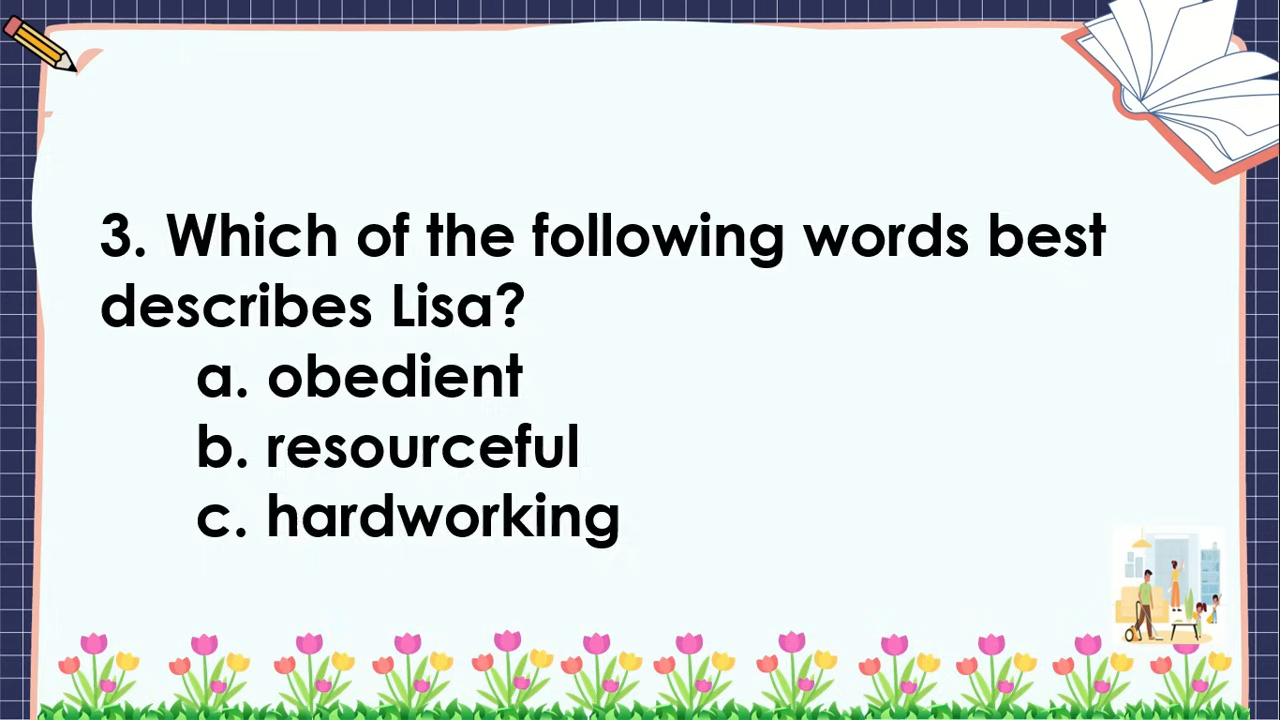 3. Which of the following words best
describes Lisa?
a. obedient
b. resourceful
c. hardworking